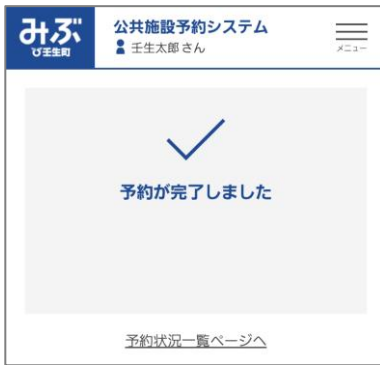 みぶ
び壬生町
公共施設予約システム
壬生太郎さん
メニュー
予約が完了しました
予約状況一覧ページへ